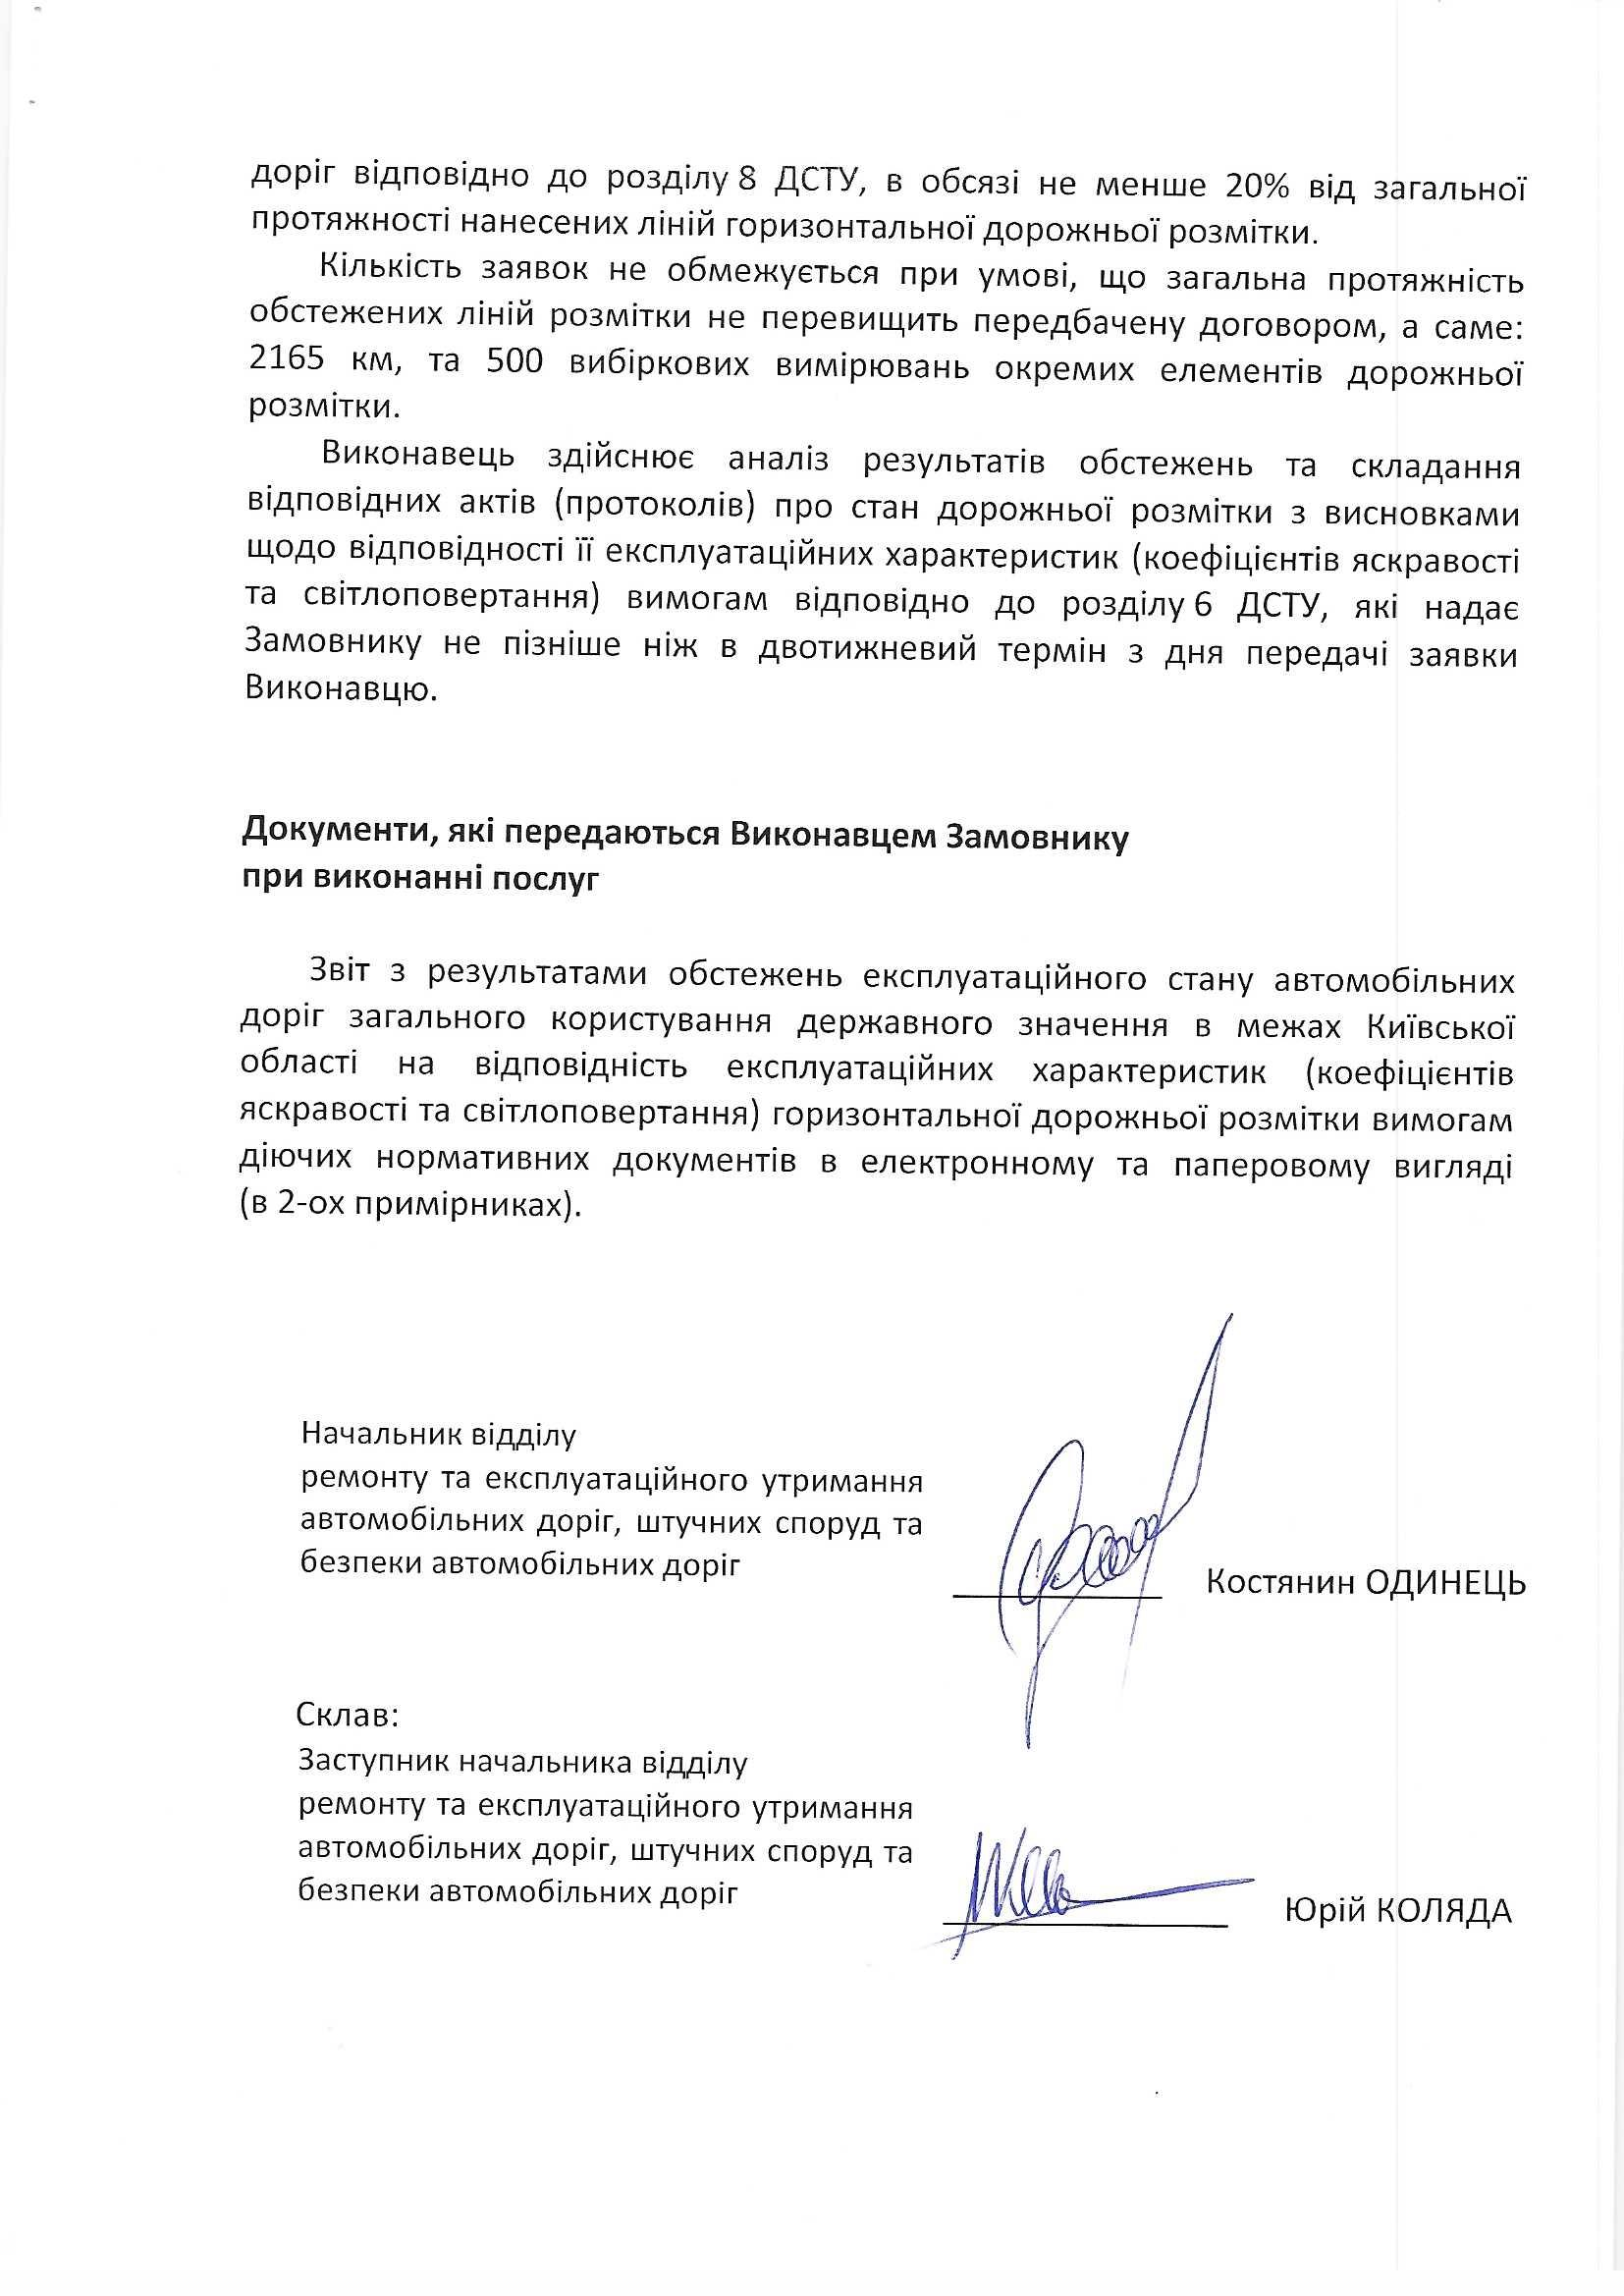 доріг відповідно до розділу 8 ДСТУ, в обсязі не менше 20% від загальної
протяжності нанесених ліній горизонтальної дорожньої розмітки.
Кількість заявок не обмежується при умові, що загальна протяжність
обстежених ліній розмітки не перевищить передбачену договором, а саме:
2165 км, та 500 вибіркових вимірювань окремих елементів дорожньої
розмітки.
Виконавець здійснює аналіз результатів обстежень та складання
відповідних актів (протоколів) про стан дорожньої розмітки з висновками
щодо відповідності її експлуатаційних характеристик (коефіцієнтів яскравості
та світлоповертання) вимогам відповідно до розділу 6 ДСТУ, які надає
Замовнику не пізніше ніж в двотижневий термін з дня передачі заявки
Виконавцю.
Документи, які передаються Виконавцем Замовнику
при виконанні послуг
Звіт з результатами обстежень експлуатаційного стану автомобільних
доріг загального користування державного значення в межах Київської
області на відповідність експлуатаційних характеристик (коефіцієнтів
яскравості та світлоповертання) горизонтальної дорожньої розмітки вимогам
діючих нормативних документів в електронному та паперовому вигляді
(в 2-ох примірниках).
Начальник відділу
ремонту та експлуатаційного утримання
автомобільних доріг, штучних споруд та
безпеки автомобільних доріг
Костянин ОДИНЕЦЬ
Склав:
Заступник начальника відділу
ремонту та експлуатаційного утримання
автомобільних доріг, штучних споруд та
безпеки автомобільних доріг
Юрій КОЛЯДА